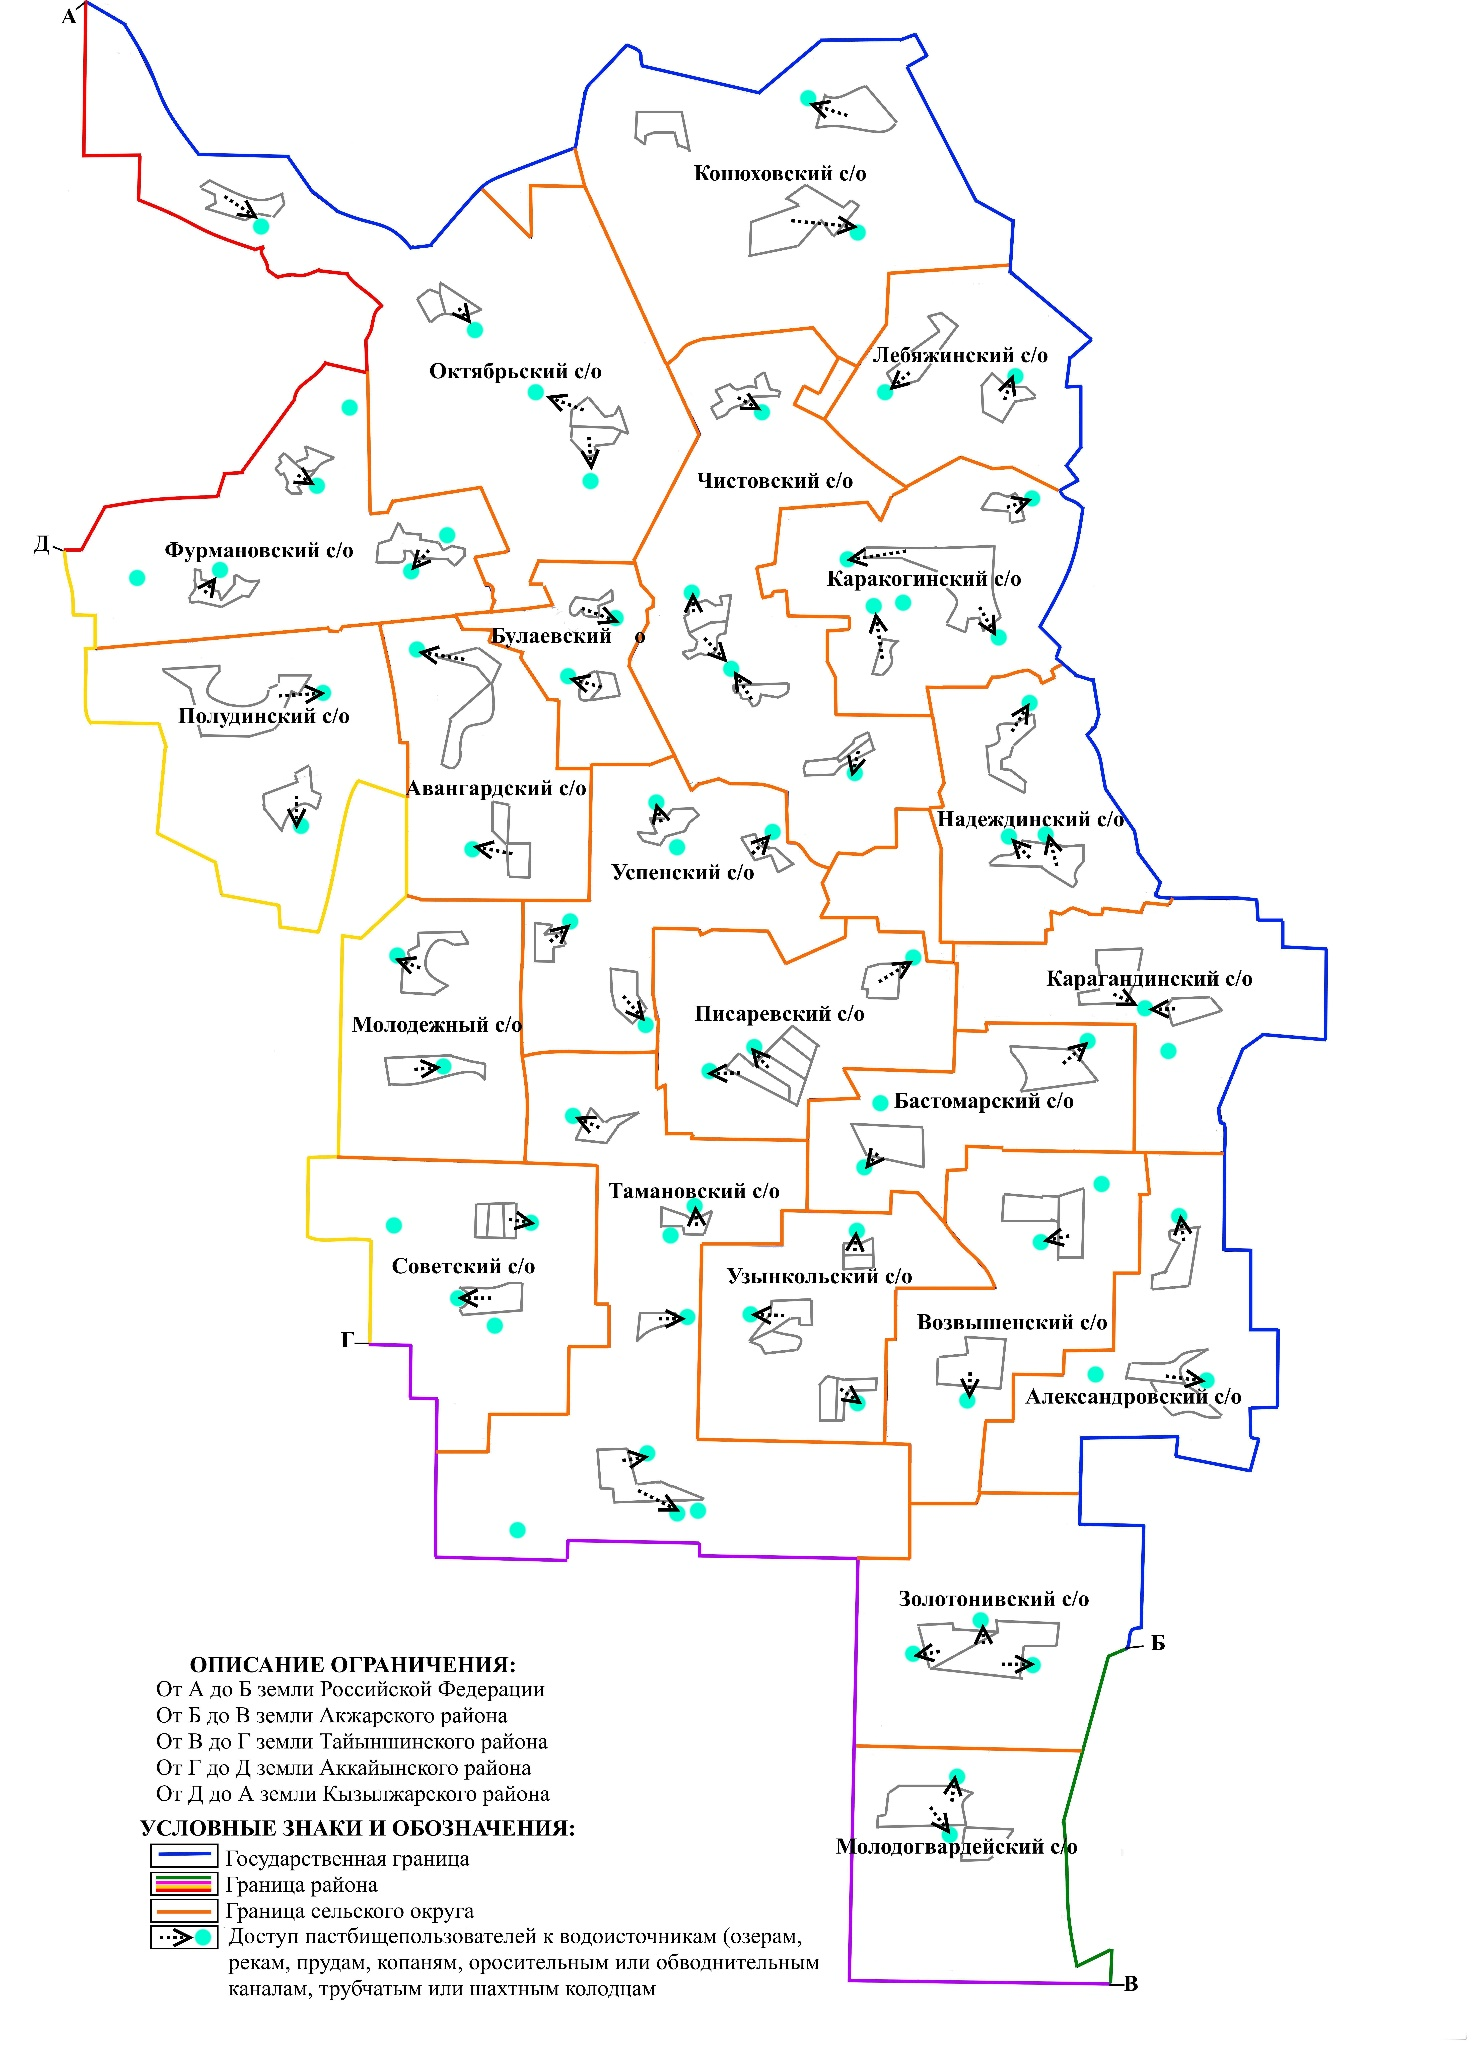 А
Конюховский с/о
Лебяжинский с/о
Октябрьский с/о
Чистовский с/о
Д
Фурмановский с/о
Каракогинский с/о
Булаевский о
Полудинский с/о
Авангардский с/о
Надеждинский с/о
Успенский с/о
Карагандинский с/о
Писаревский с/о
Молодежный с/о
Бастомарский с/о
Тамановский с/о
Советский с/о
Узынкольский с/о
Возвышенский с/о
Г
Александровский с/о
Золотонивский с/о
Б
ОПИСАНИЕ ОГРАНИЧЕНИЯ:
От А до Б земли Российской Федерации
От Б до В земли Акжарского района
От В до Г земли Тайыншинского района
От Г до Д земли Аккайынского района
От Д до А земли Кызылжарского района
УСЛОВНЫЕ ЗНАКИ И ОБОЗНАЧЕНИЯ:
Молодогвардейский с/о
Государственная граница
Граница района
Граница сельского округа
Доступ пастбищепользователей к водоисточникам (озерам,
рекам, прудам, копаням, оросительным или обводнительным
каналам, трубчатым или шахтным колодцам
В